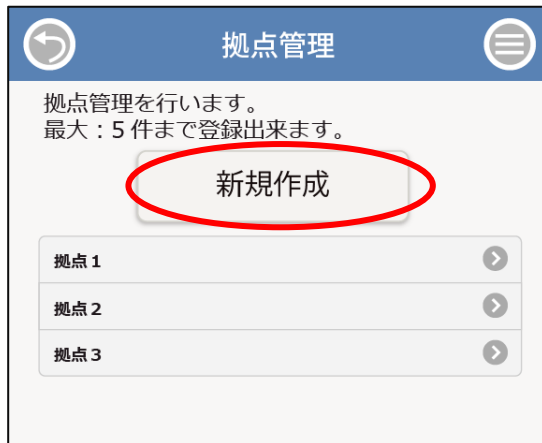 拠点管理
拠点管理を行います。
最大：５件まで登録出来ます。
新規作成
拠点１
拠点２
拠点３